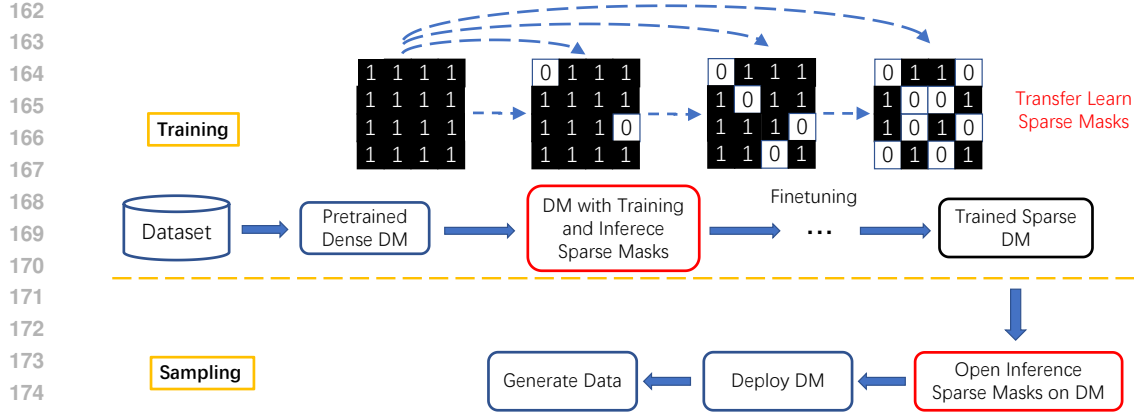 162
163
164
165
166
167
168
169
170
171
172
173
174
1 1 1 1
1 1 1 1
1 1 1 1
1 1 1 1
0 1 1 1
1 1 1 1
1 1 1 0
1 1 1 1
0 1 1 1
1 0 1 1
1 1 1 0
1 1 0 1
0 1 1 0
1 0 0 1
1 0 1 0
0 1 0 1
Transfer Learn
Sparse Masks
Training
Dataset
Pretrained
Dense DM
DM with Training
and Inferece
Sparse Masks
Finetuning
...
Trained Sparse
DM
Sampling
Generate Data
Deploy DM
Open Inference
Sparse Masks on DM